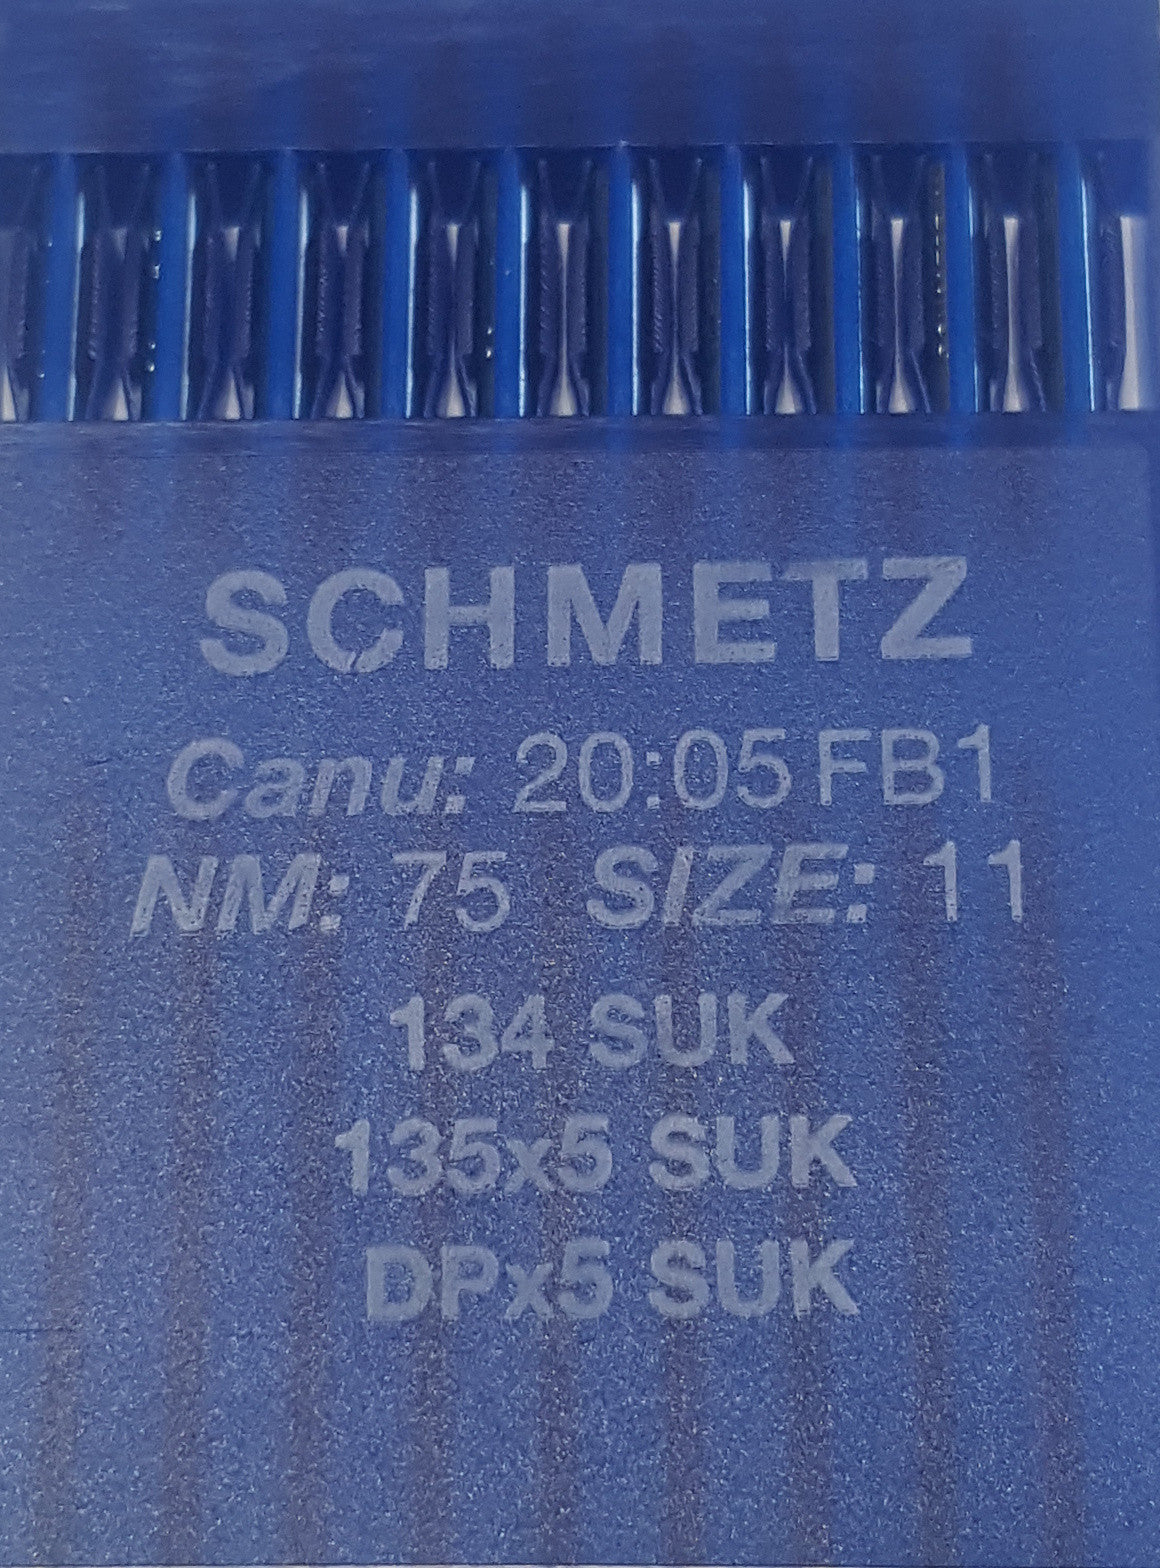 SCHMETZ
Canu: 20:05 FB1
NM: 75 SIZE: 11
134 SUK
135x5 SUK
DPx5 SUK